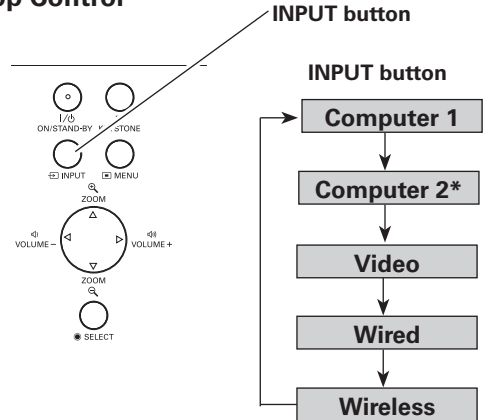 Top Control
INPUT button
INPUT button
ON/STAND-BY
INPUT
MENU
ZOOM
VOLUME –
VOLUME +
ZOOM
SELECT
Computer 1
Computer 2*
Video
Wired
Wireless